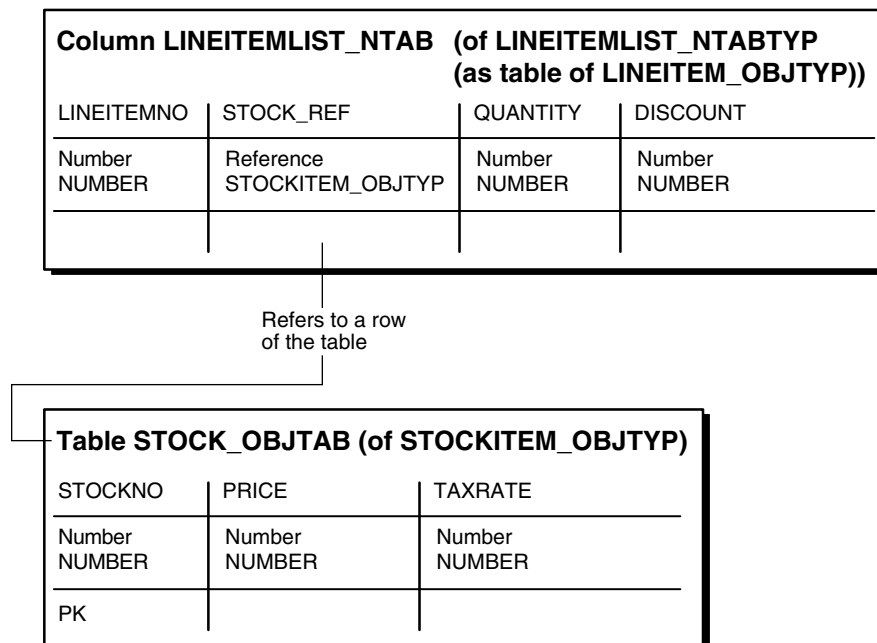 Column LINEITEMLIST_NTAB (of LINEITEMLIST_NTABTYP
(as table of LINEITEM_OBJTYP))
LINEITEMNO STOCK_REF QUANTITY DISCOUNT
Number Reference Number Number
NUMBER STOCKITEM_OBJTYP NUMBER NUMBER
Refers to a row
of the table
Table STOCK_OBJTAB (of STOCKITEM_OBJTYP)
STOCKNO PRICE TAXRATE
Number Number Number
NUMBER NUMBER NUMBER
PK